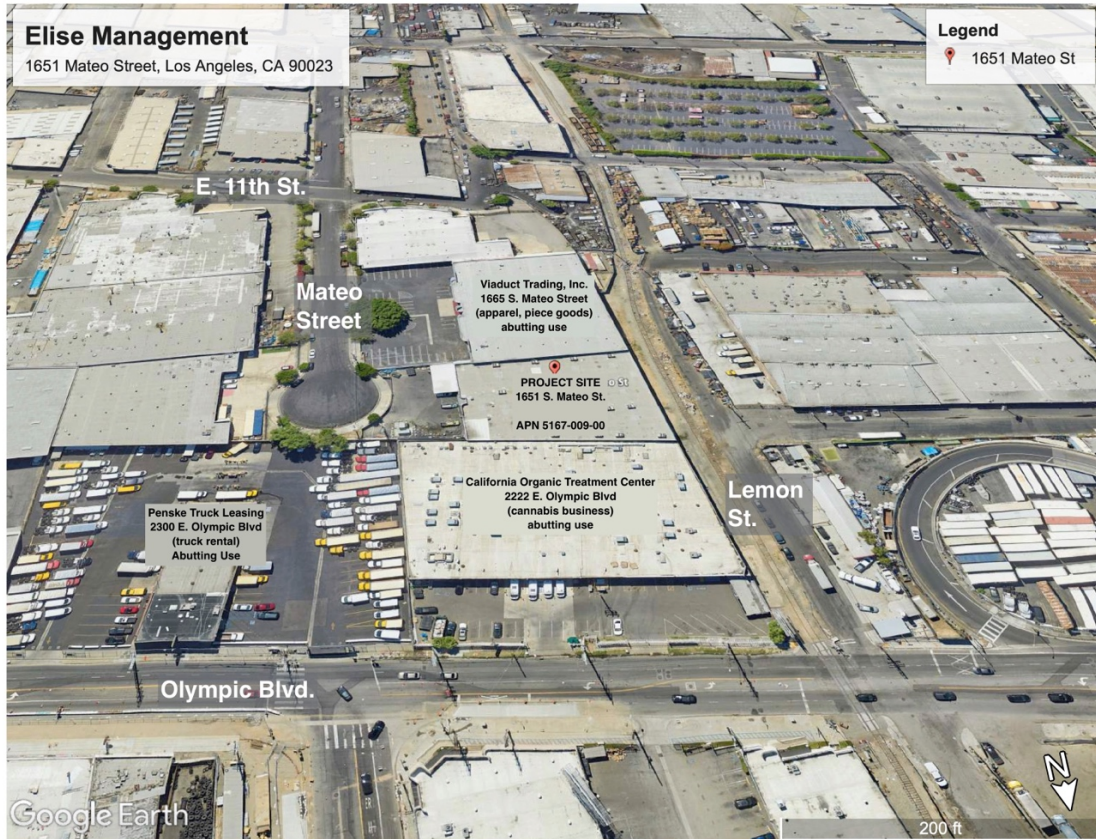 Elise Management
1651 Mateo Street, Los Angeles, CA 90023
Legend
1651 Mateo St
E. 11th St.
Mateo
Street
Viaduct Trading, Inc.
1665 S. Mateo Street
(apparel, piece goods)
abutting use
PROJECT SITE
1651 S. Mateo St.
APN 5167-009-00
California Organic Treatment Center
2222 E. Olympic Blvd
(cannabis business)
abutting use
Lemon
St.
Penske Truck Leasing
2300 E. Olympic Blvd
(truck rental)
Abutting Use
Olympic Blvd.
N
Google Earth
200 ft